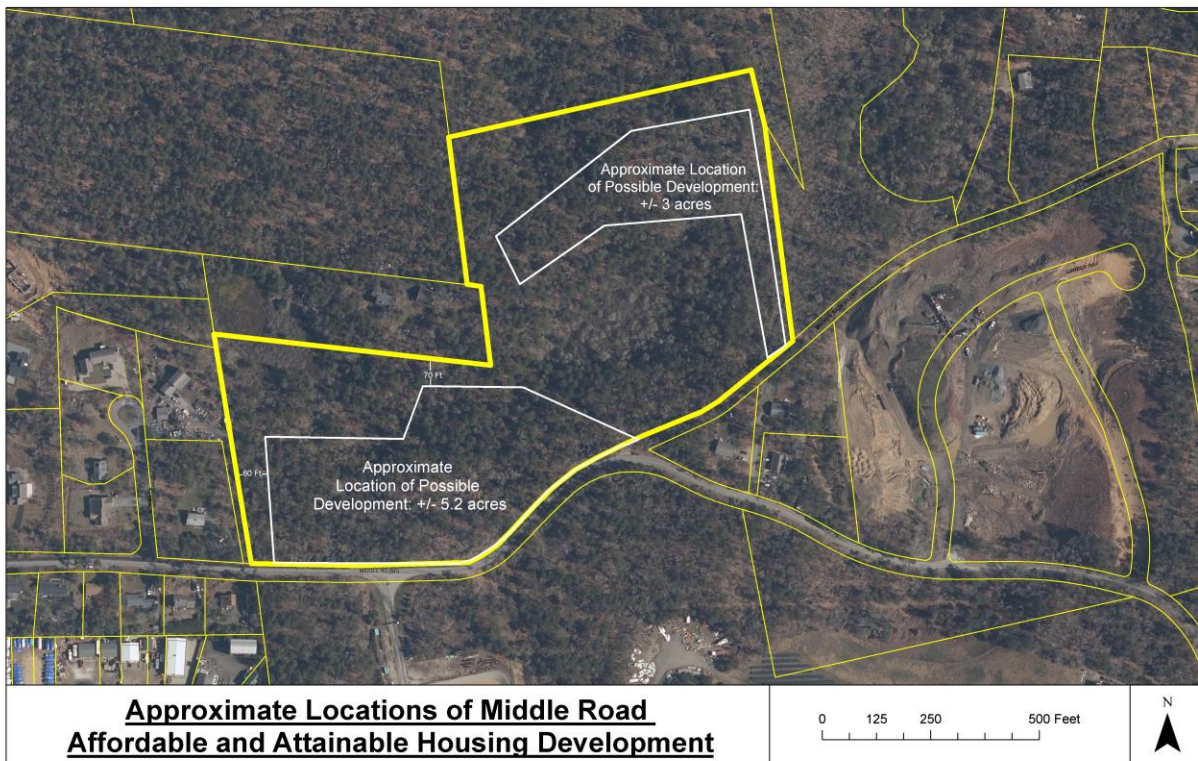 Approximate Location
of Possible Development:
+/- 3 acres
70 Ft.
60 Ft.
Approximate
Location of Possible
Development: +/- 5.2 acres
Approximate Locations of Middle Road
Affordable and Attainable Housing Development
0 125 250 500 Feet
N